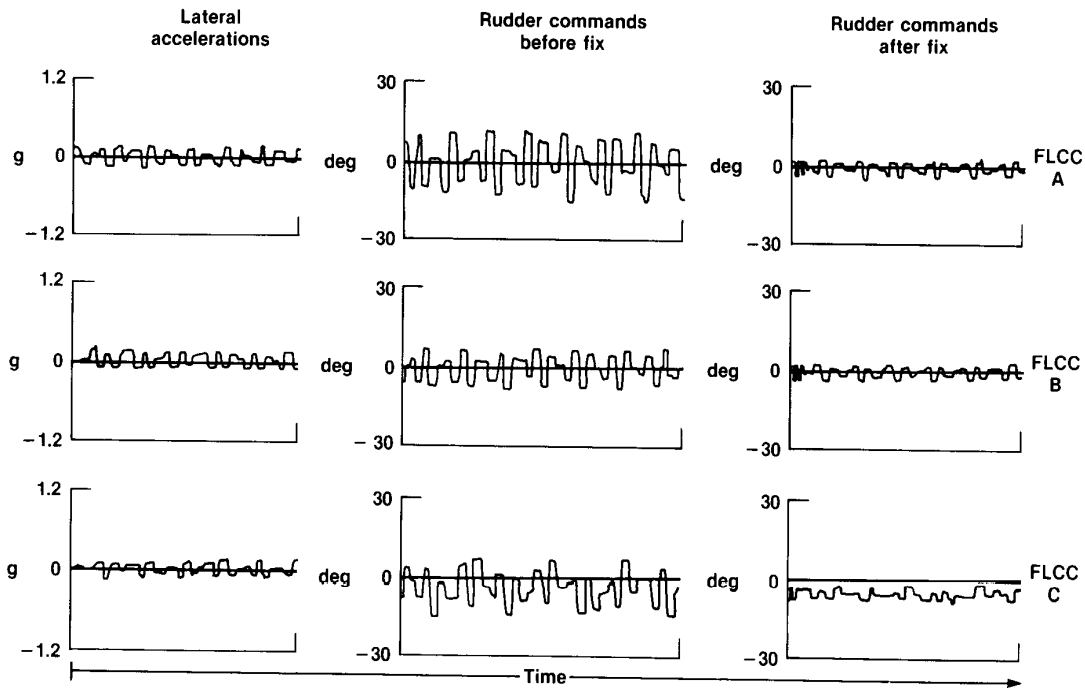 Lateral
accelerations
Rudder commands
before fix
Rudder commands
after fix
1.2
g
0
−1.2
30
deg
0
−30
30
deg
0
−30
FLCC
A
1.2
g
0
−1.2
30
deg
0
−30
30
deg
0
−30
FLCC
B
1.2
g
0
−1.2
30
deg
0
−30
30
deg
0
−30
FLCC
C
Time